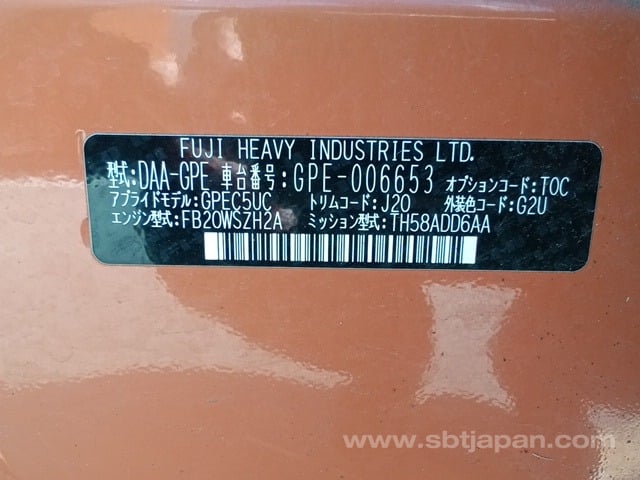 FUJI HEAVY INDUSTRIES LTD.
型式:DAA-GPE 車台番号:GPE-006653 オプションコード:TOC
アプライドモデル:GPEC5UC トリムコード:J20 外装色コード:G2U
エンジン型式:FB20WSZH2A ミッション型式:TH58ADD6AA
www.sbtjapan.com